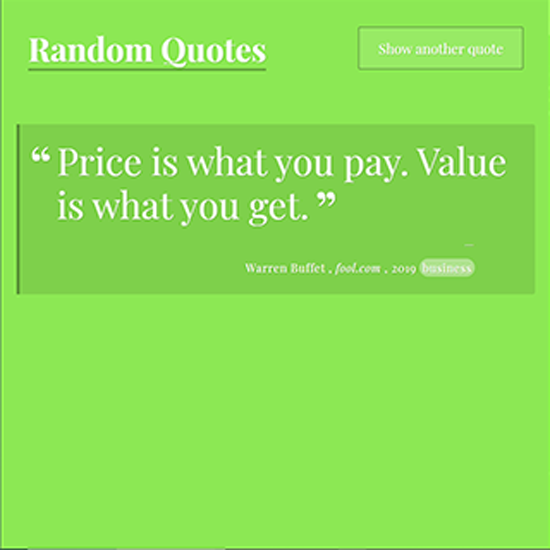 Random Quotes
Show another quote
“ Price is what you pay. Value
is what you get. ”
Warren Buffet , fool.com , 2019 business